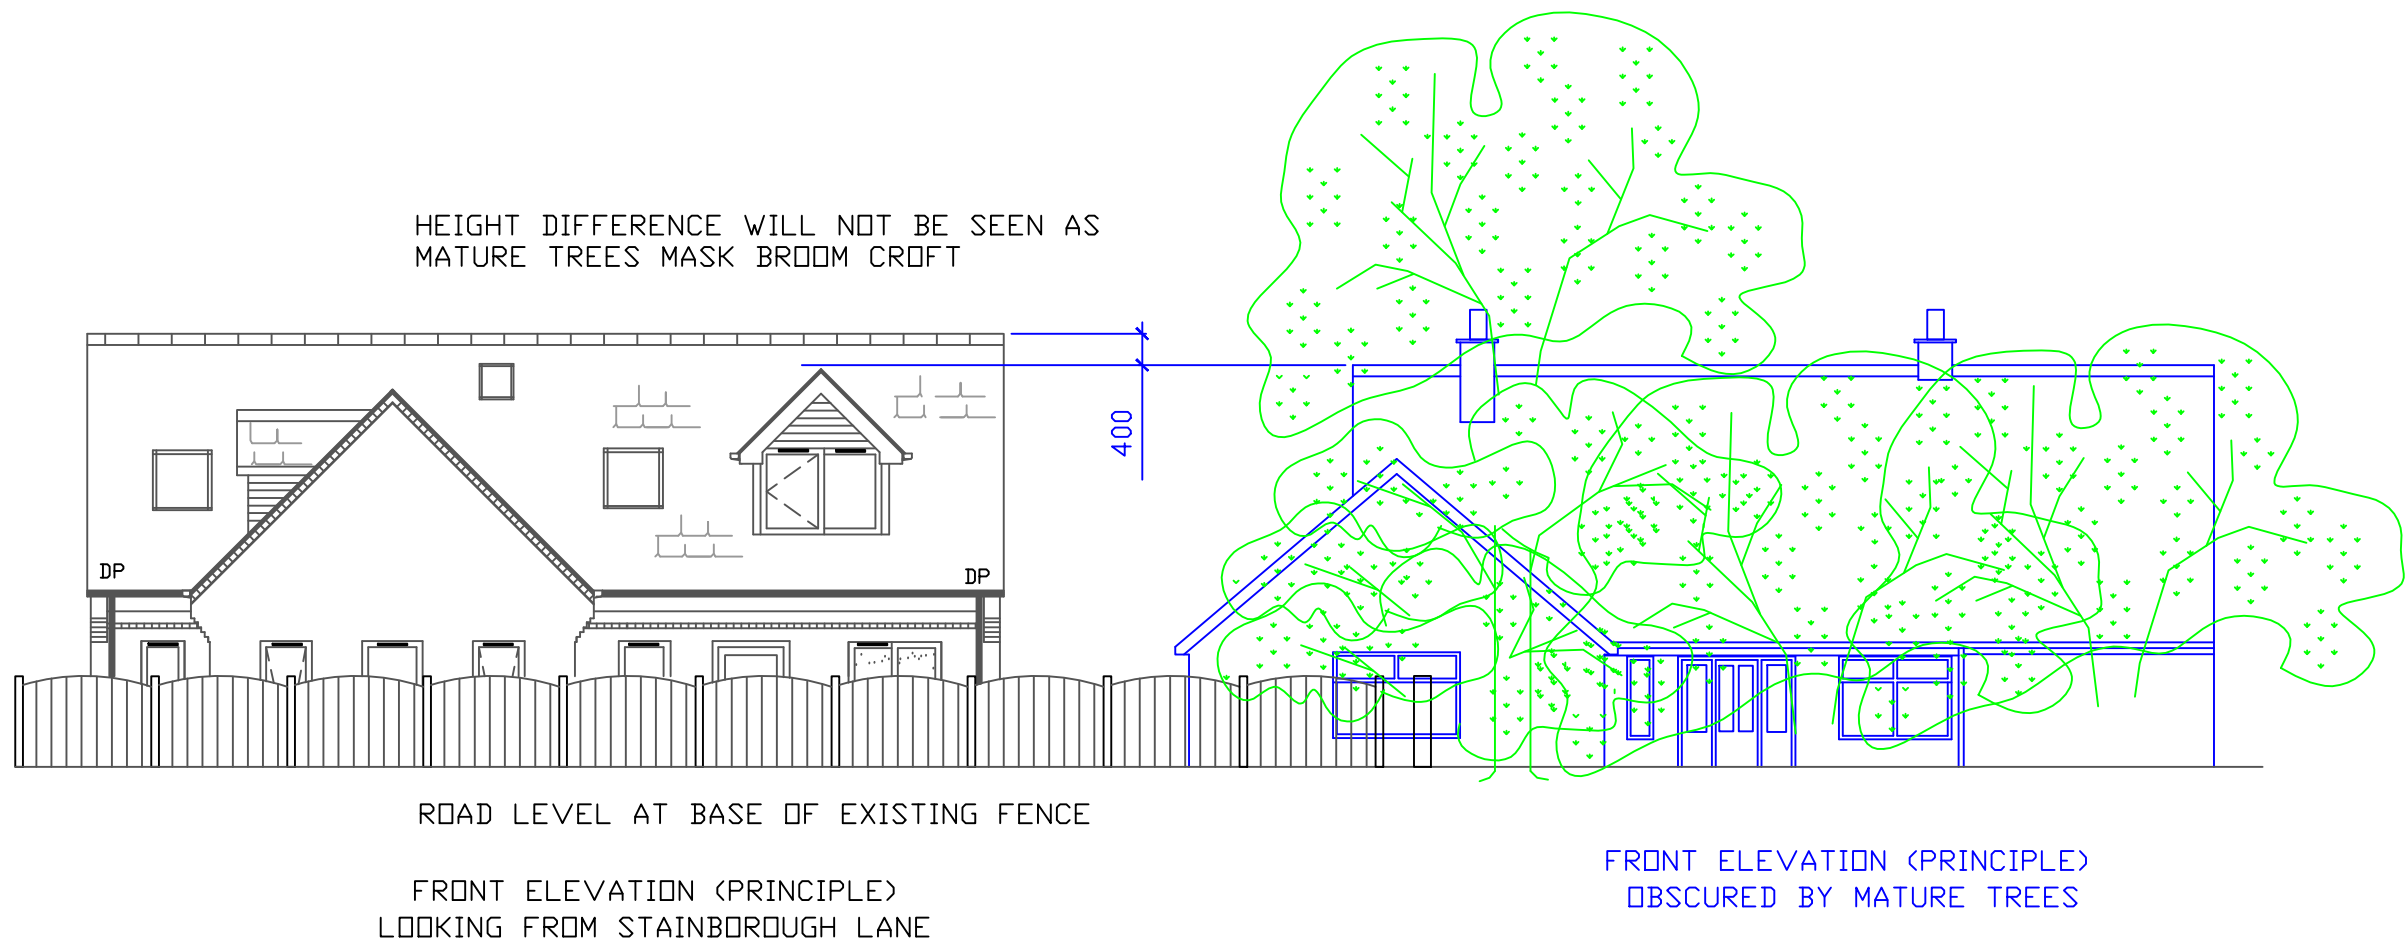 HEIGHT DIFFERENCE WILL NOT BE SEEN AS
MATURE TREES MASK BROOM CROFT
400
DP
DP
ROAD LEVEL AT BASE OF EXISTING FENCE
FRONT ELEVATION (PRINCIPLE)
LOOKING FROM STAINBOROUGH LANE
FRONT ELEVATION (PRINCIPLE)
OBSCURED BY MATURE TREES